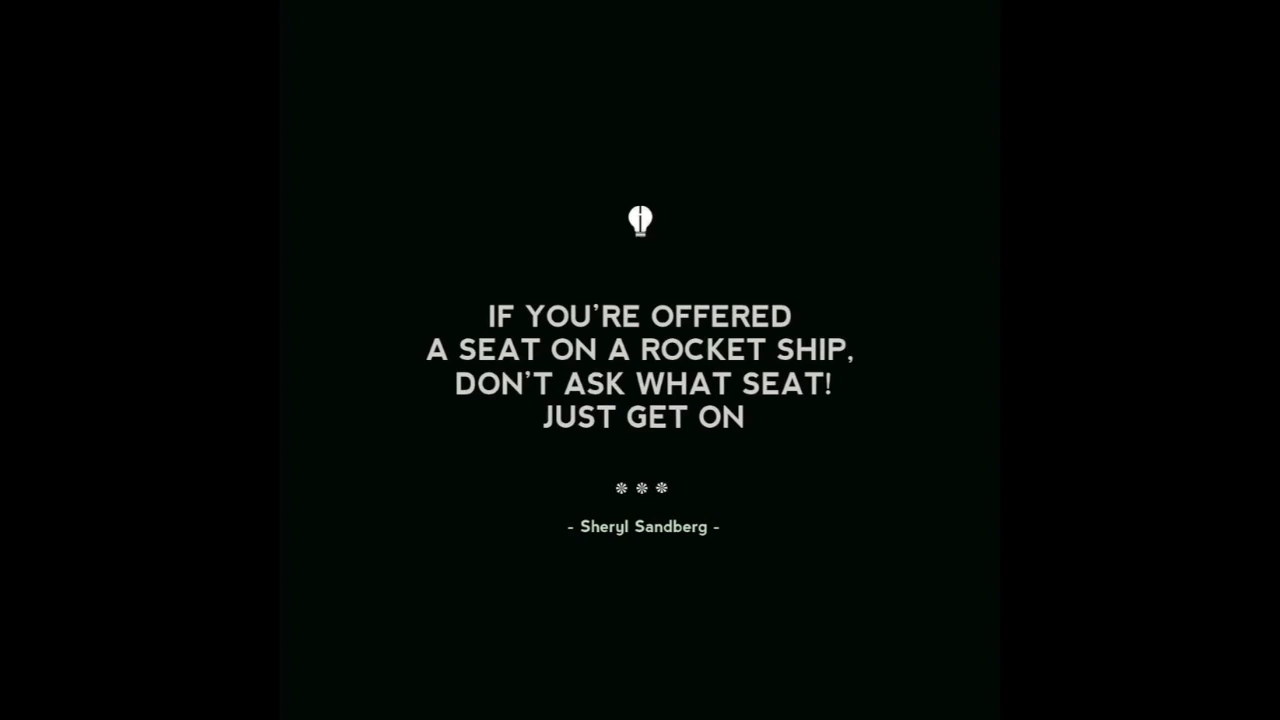 IF YOU'RE OFFERED
A SEAT ON A ROCKET SHIP,
DON'T ASK WHAT SEAT!
JUST GET ON
- Sheryl Sandberg -